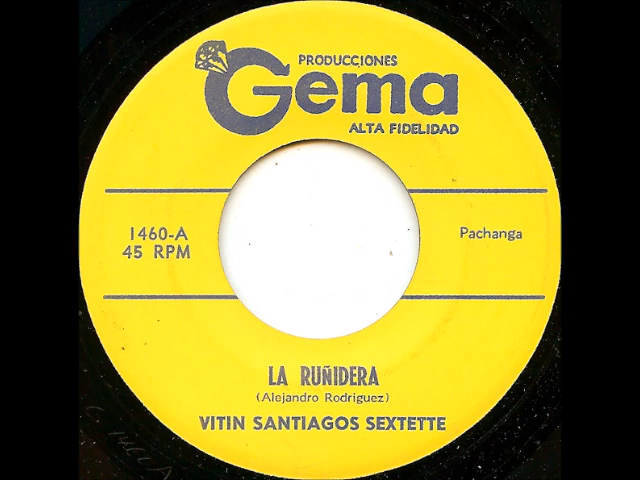 PRODUCCIONES
Gema
ALTA FIDELIDAD
1460-A
45 RPM
Pachanga
LA RUÑIDERA
(Alejandro Rodriguez)
VITIN SANTIAGOS SEXTETTE